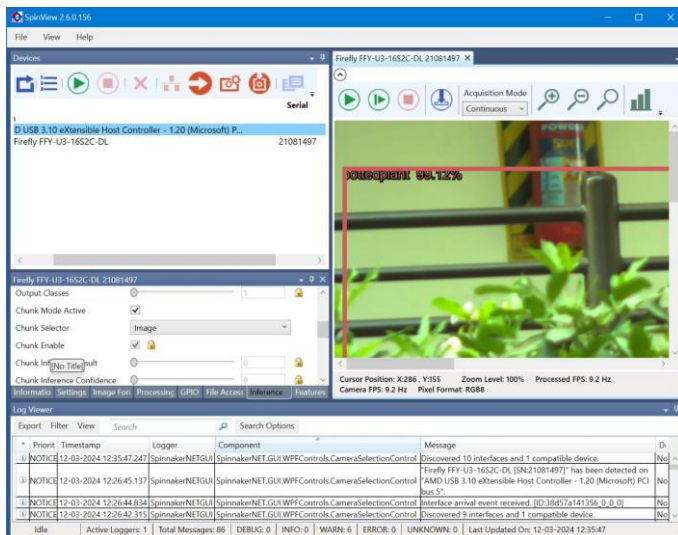 SpinView 2.6.0.156
File View Help
Devices
Serial
D USB 3.10 eXtensible Host Controller - 1.20 (Microsoft) P...
Firefly FFY-U3-16S2C-DL 21081497
Firefly FFY-U3-16S2C-DL 21081497
Acquisition Mode
Continuous
POWDER
pottedplant 99.12%
Cursor Position: X:286 , Y:155 Zoom Level: 100% Processed FPS: 9.2 Hz
Camera FPS: 9.2 Hz Pixel Format: RGB8
Firefly FFY-U3-16S2C-DL 21081497
Output Classes 1
Chunk Mode Active
Chunk Selector Image
Chunk Enable
Chunk Inf [No Title] sult 0
Chunk Inference Confidence 0
Informatio Settings Image Fon Processing GPIO File Access Inference Features
Log Viewer
Export Filter View Search Search Options
* Priorit Timestamp Logger Component Message
NOTICE 12-03-2024 12:35:47.247 SpinnakerNETGUI SpinnakerNET.GUI.WPFControls.CameraSelectionControl Discovered 10 interfaces and 1 compatible device. No
NOTICE 12-03-2024 12:26:45.137 SpinnakerNETGUI SpinnakerNET.GUI.WPFControls.CameraSelectionControl "Firefly FFY-U3-16S2C-DL [SN:21081497]" has been detected on
"AMD USB 3.10 eXtensible Host Controller - 1.20 (Microsoft) PCI
bus 5". No
NOTICE 12-03-2024 12:26:44.834 SpinnakerNETGUI SpinnakerNET.GUI.WPFControls.CameraSelectionControl Interface arrival event received. [ID:38d57a141356_0_0_0] No
NOTICE 12-03-2024 12:26:42.315 SpinnakerNETGUI SpinnakerNET.GUI.WPFControls.CameraSelectionControl Discovered 9 interfaces and 1 compatible device. No
Idle Active Loggers: 1 Total Messages: 86 DEBUG: 0 INFO: 0 WARN: 6 ERROR: 0 UNKNOWN: 0 Last Updated On: 12-03-2024 12:35:47